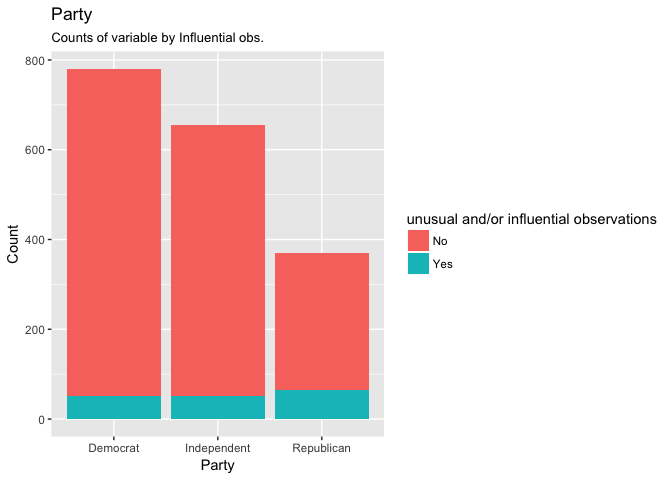 Party
Counts of variable by Influential obs.
800
600
400
200
0
Count
Democrat Independent Republican
Party
unusual and/or influential observations
No
Yes